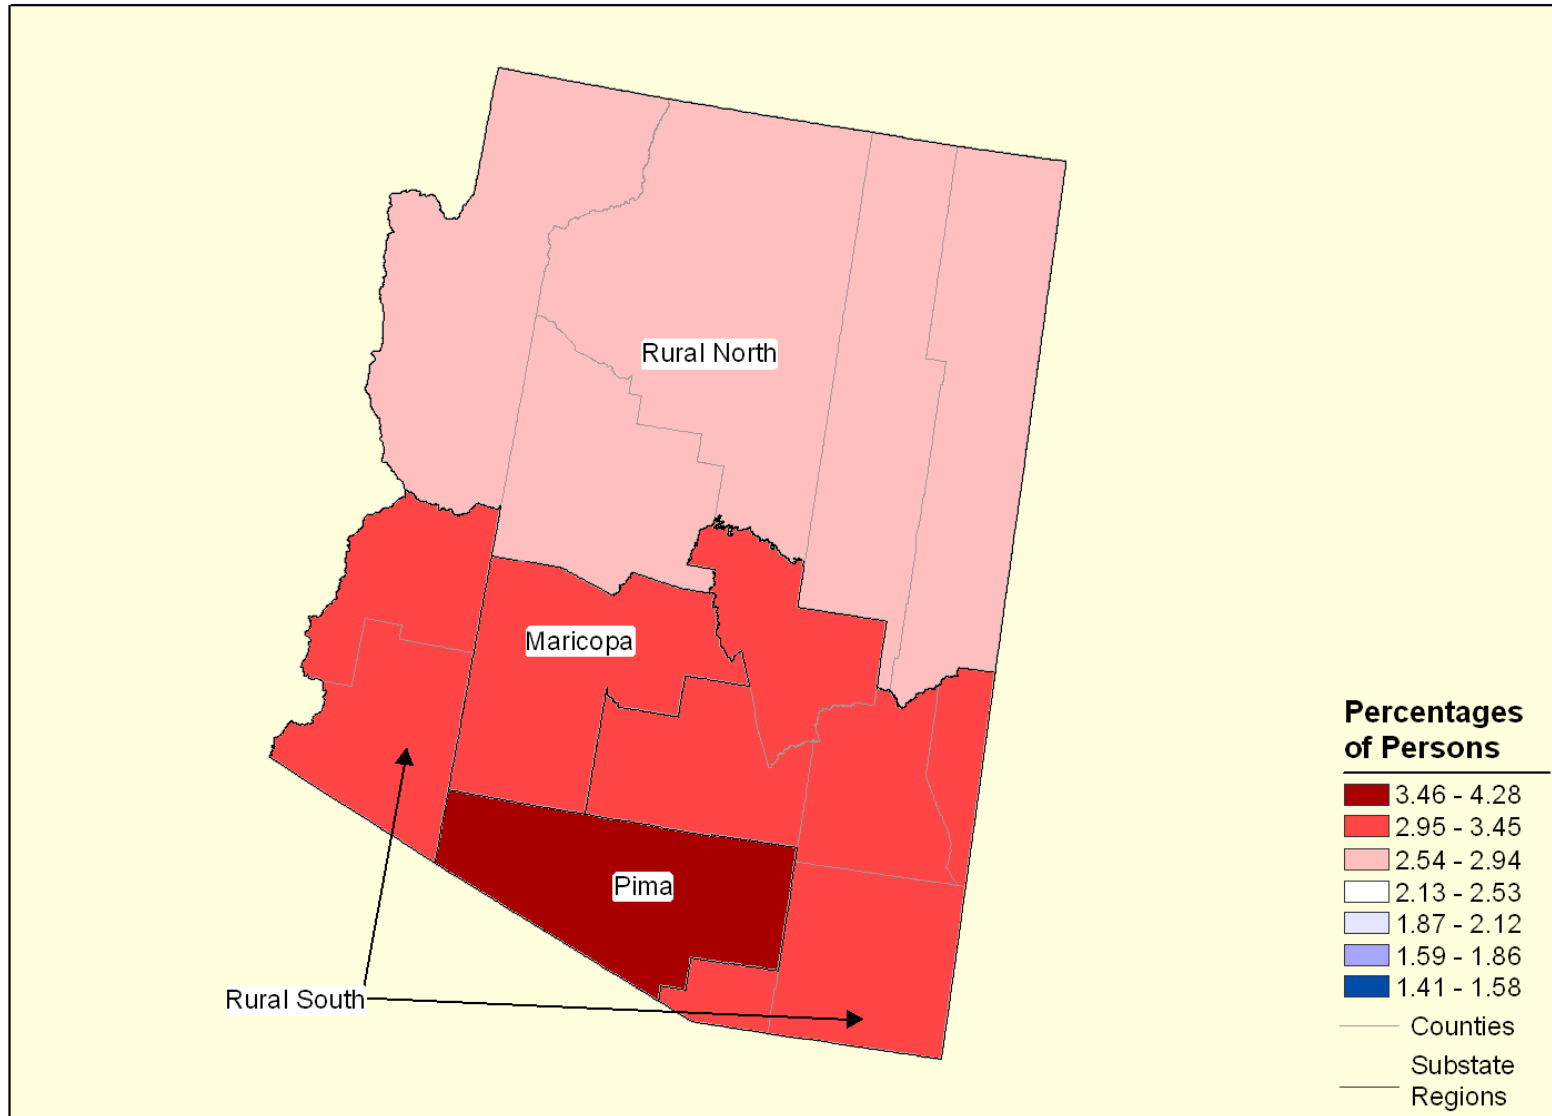 Rural North
Maricopa
Pima
Rural South
Percentages
of Persons
3.46 - 4.28
2.95 - 3.45
2.54 - 2.94
2.13 - 2.53
1.87 - 2.12
1.59 - 1.86
1.41 - 1.58
Counties
Substate
Regions